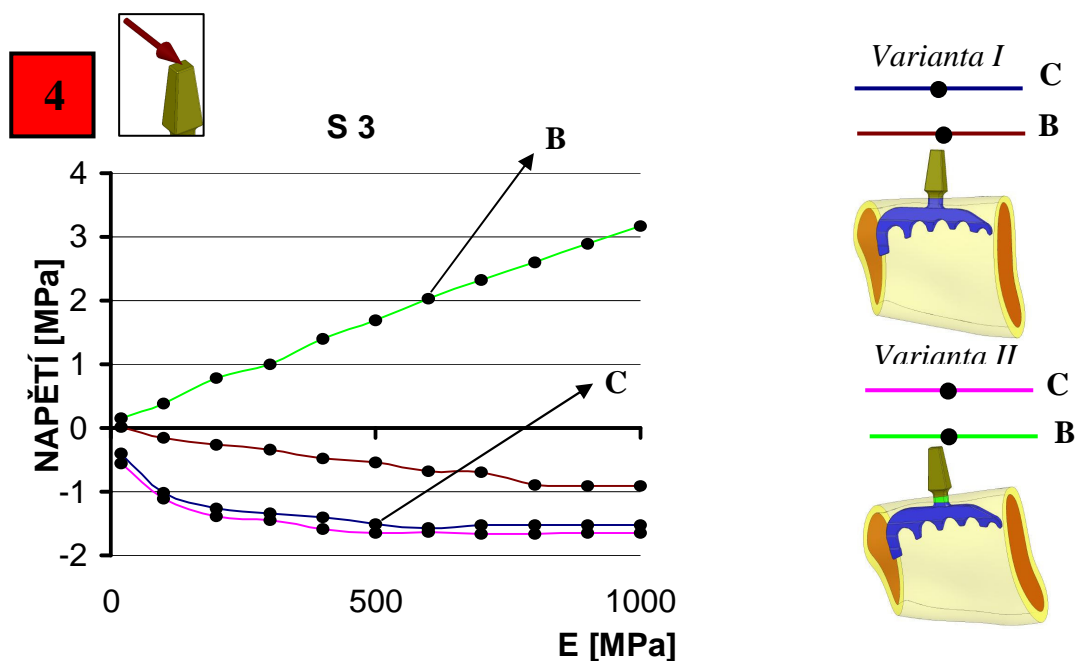 4
S 3
B
4
3
2
1
0
-1
-2
NAPĚTÍ [MPa]
C
0
500
1000
E [MPa]
Varianta I
C
B
Varianta II
C
B